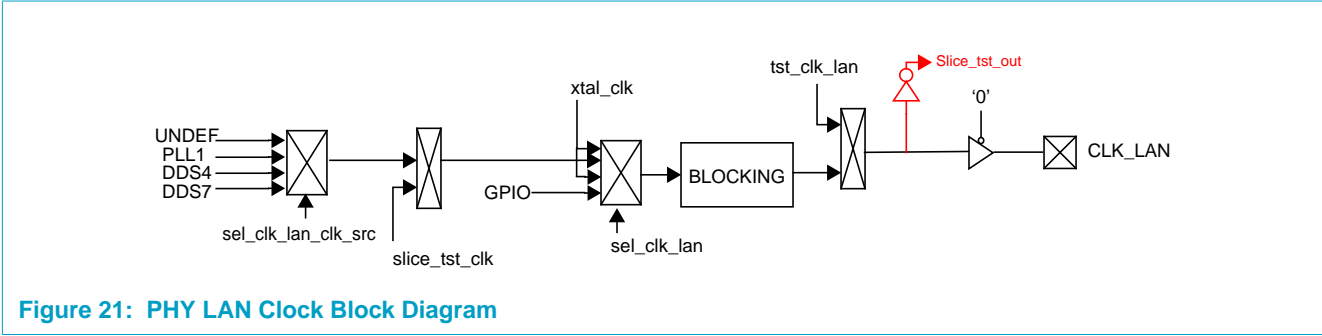 UNDEF
PLL1
DDS4
DDS7
sel_clk_lan_clk_src
slice_tst_clk
xtal_clk
GPIO
sel_clk_lan
BLOCKING
tst_clk_lan
Slice_tst_out
‘0’
CLK_LAN
Figure 21: PHY LAN Clock Block Diagram